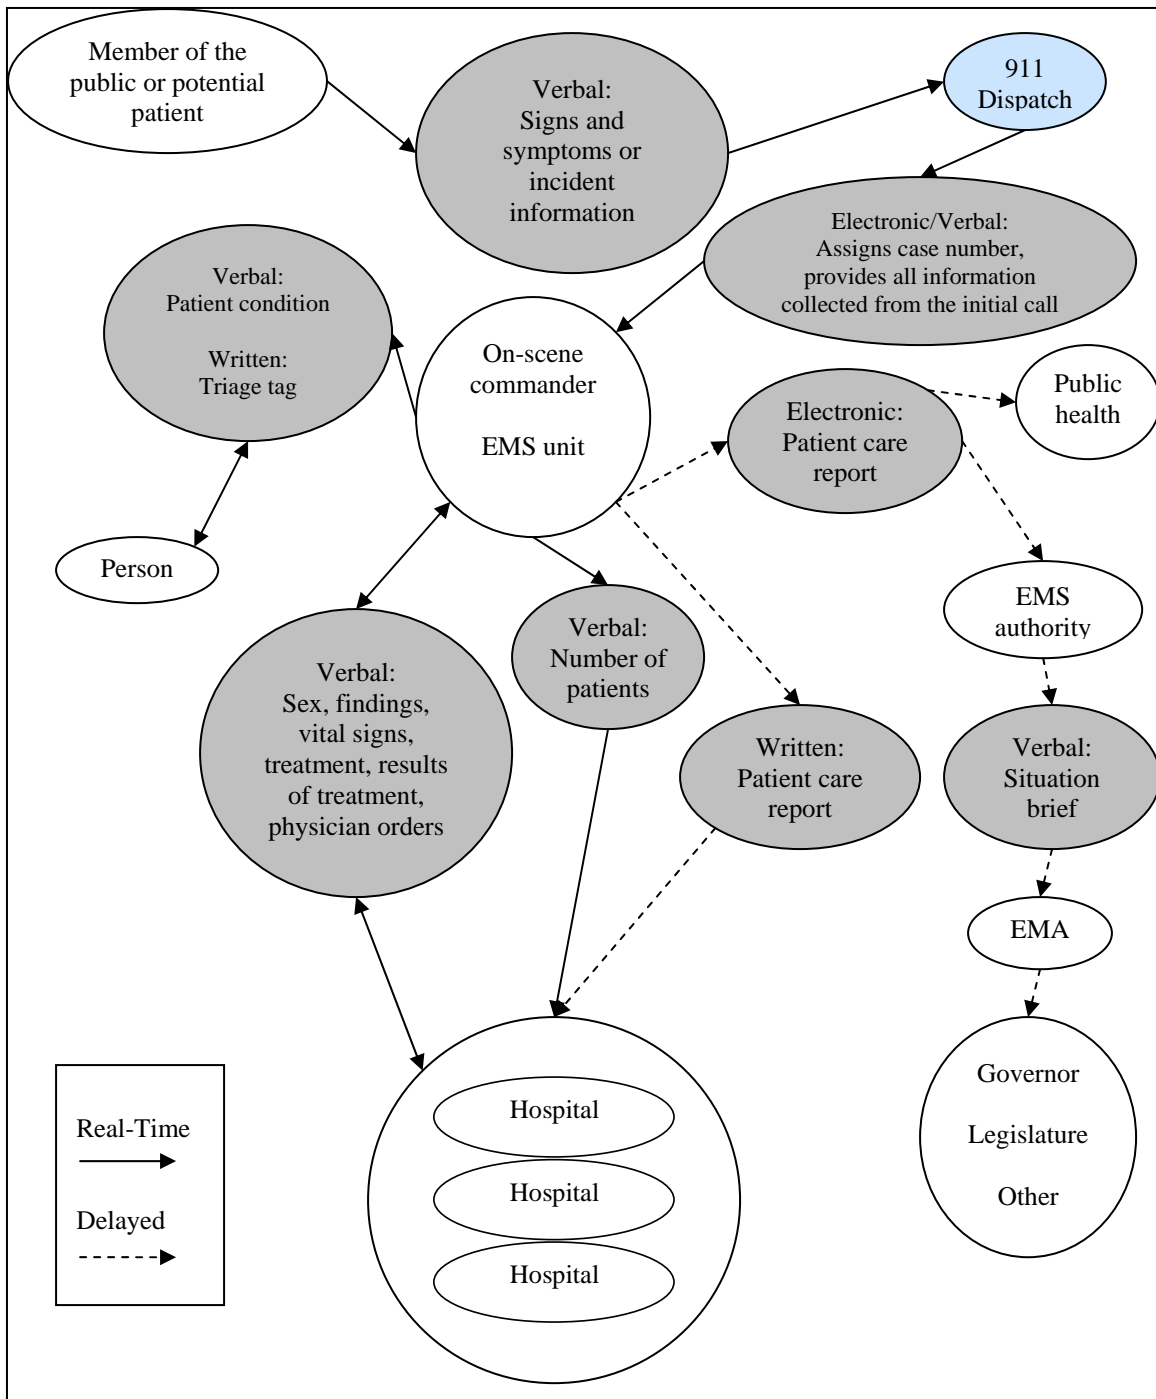 Member of the
public or potential
patient
Verbal:
Signs and
symptoms or
incident
information
911
Dispatch
Electronic/Verbal:
Assigns case number,
provides all information
collected from the initial call
Verbal:
Patient condition
Written:
Triage tag
On-scene
commander
EMS unit
Electronic:
Patient care
report
Public
health
Person
EMS
authority
Verbal:
Number of
patients
Verbal:
Sex, findings,
vital signs,
treatment, results
of treatment,
physician orders
Written:
Patient care
report
Verbal:
Situation
brief
EMA
Governor
Legislature
Other
Hospital
Hospital
Hospital
Real-Time
Delayed